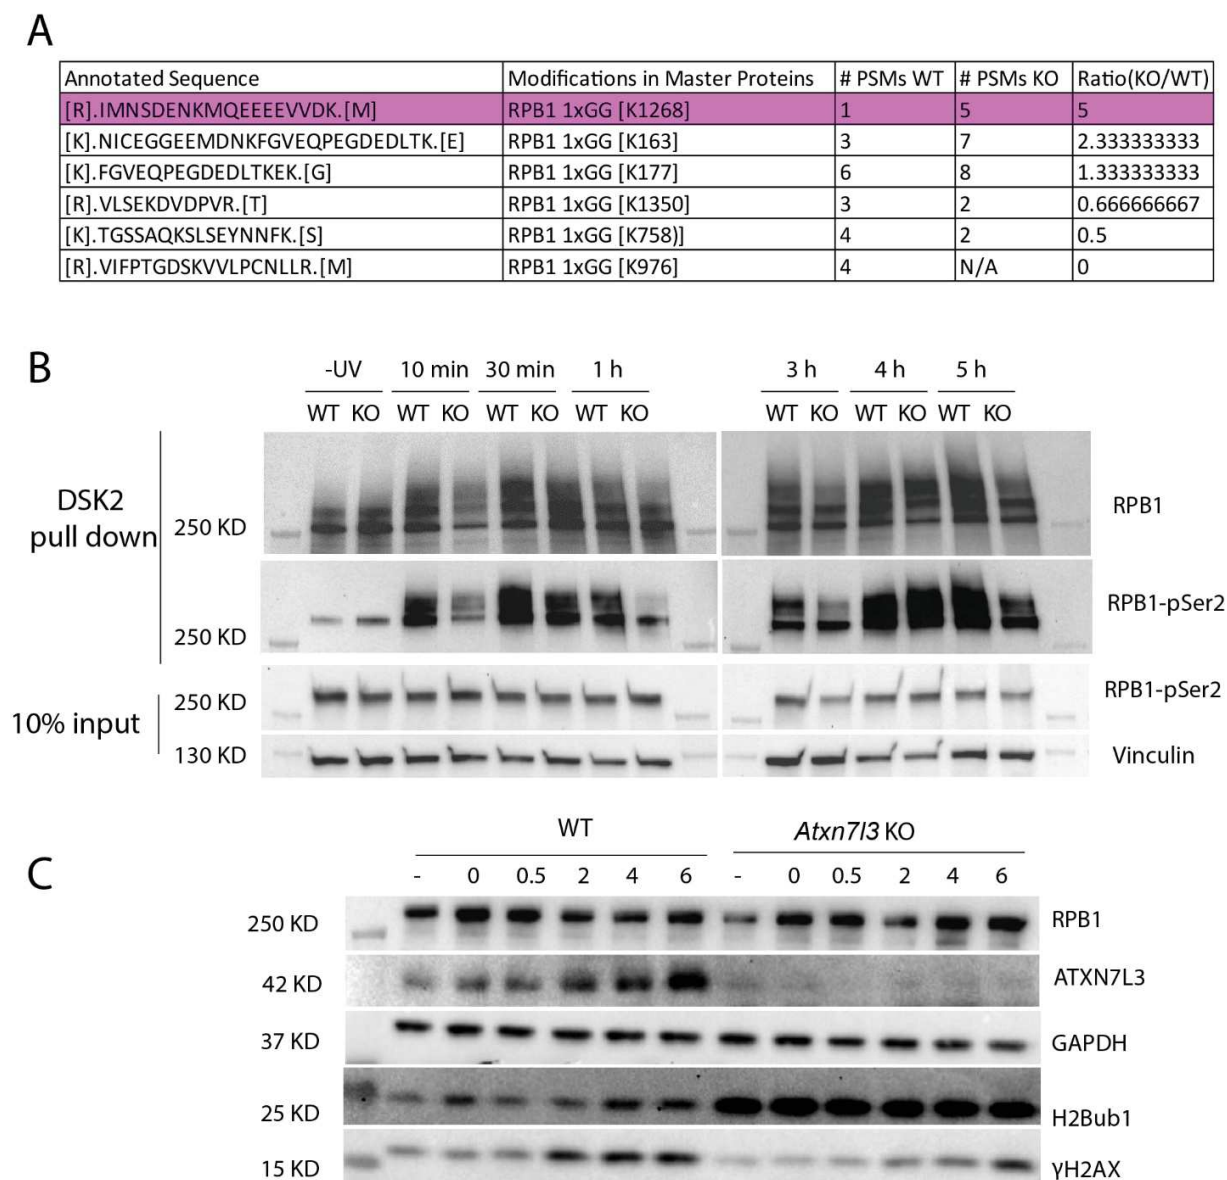 A
Annotated Sequence Modifications in Master Proteins # PSMs WT # PSMs KO Ratio(KO/WT)
[R].IMNSDENKMQEEEEVVDK.[M] RPB1 1xGG [K1268] 1 5 5
[K].NICEGGEEMDNKFGVEQPEGDEDLTK.[E] RPB1 1xGG [K163] 3 7 2.333333333
[K].FGVEQPEGDEDLTKEK.[G] RPB1 1xGG [K177] 6 8 1.333333333
[R].VLSEKDVDPVR.[T] RPB1 1xGG [K1350] 3 2 0.666666667
[K].TGSSAQKSLSEYNNFK.[S] RPB1 1xGG [K758)] 4 2 0.5
[R].VIFPTGDSKVVLPCNLLR.[M] RPB1 1xGG [K976] 4 N/A 0
B
-UV 10 min 30 min 1 h 3 h 4 h 5 h
WT KO WT KO WT KO WT KO WT KO WT KO WT KO
DSK2
pull down
250 KD RPB1
250 KD RPB1-pSer2
10% input
250 KD RPB1-pSer2
130 KD Vinculin
C
WT Atxn7l3 KO
- 0 0.5 2 4 6 - 0 0.5 2 4 6
250 KD RPB1
42 KD ATXN7L3
37 KD GAPDH
25 KD H2Bub1
15 KD γH2AX